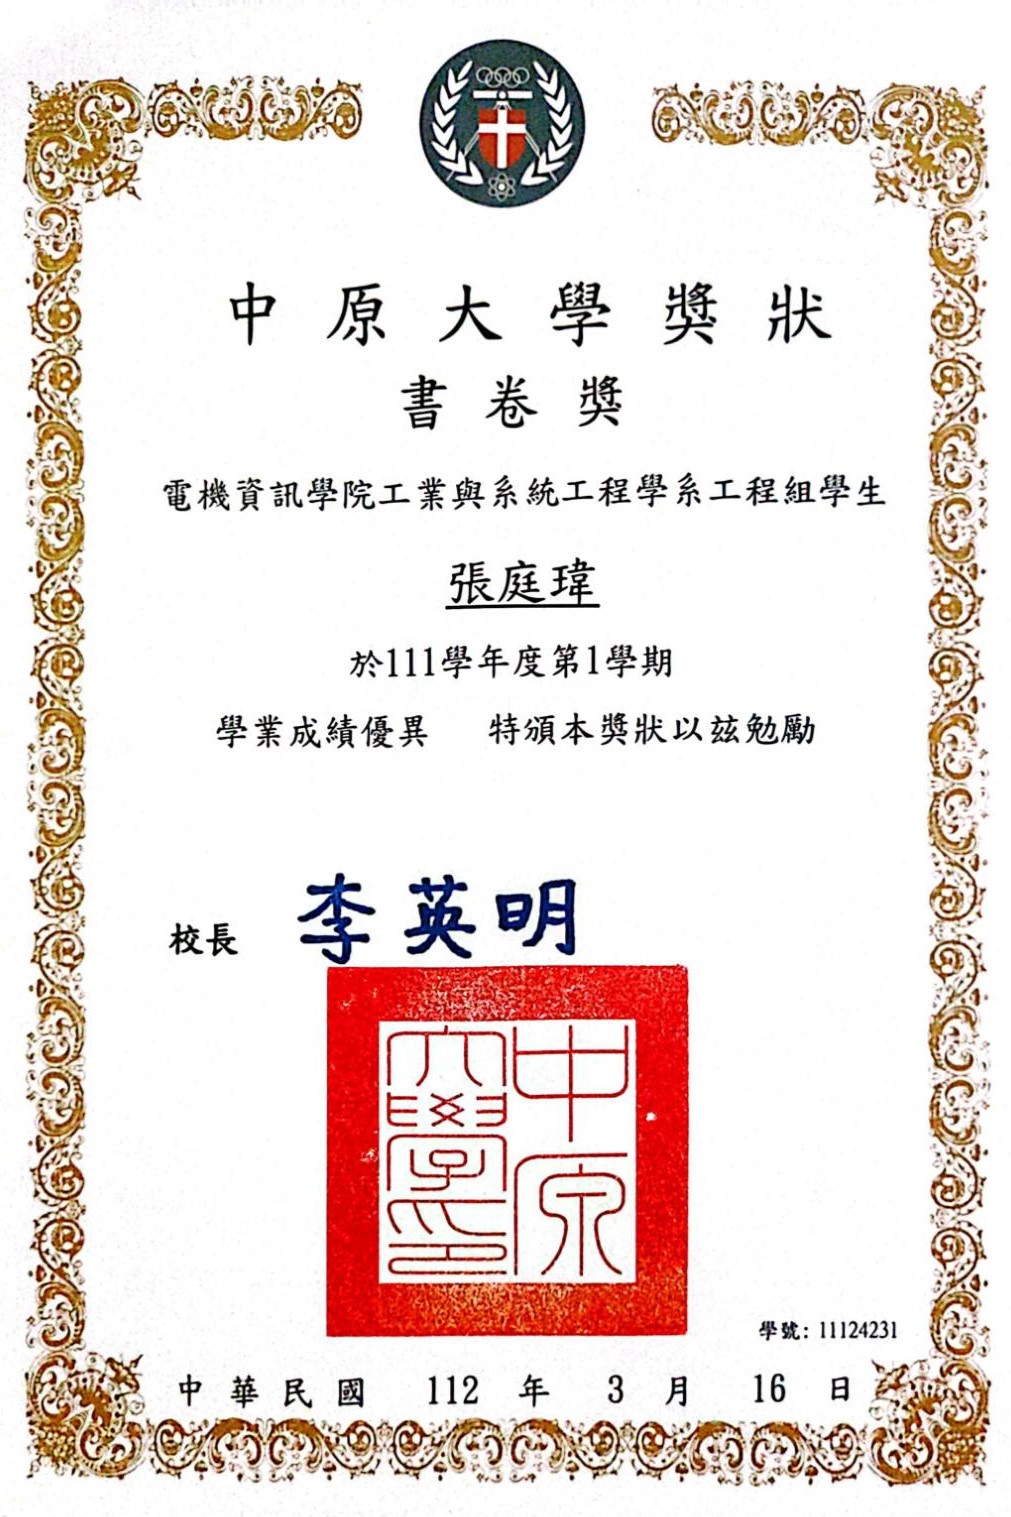 中原大學獎狀
書卷獎
電機資訊學院工業與系統工程學系工程組學生
張庭瑋
於111學年度第1學期
學業成績優異 特頒本獎狀以茲勉勵
校長 李英明
中原
大學印
學號: 11124231
中華民國 112 年 3 月 16 日